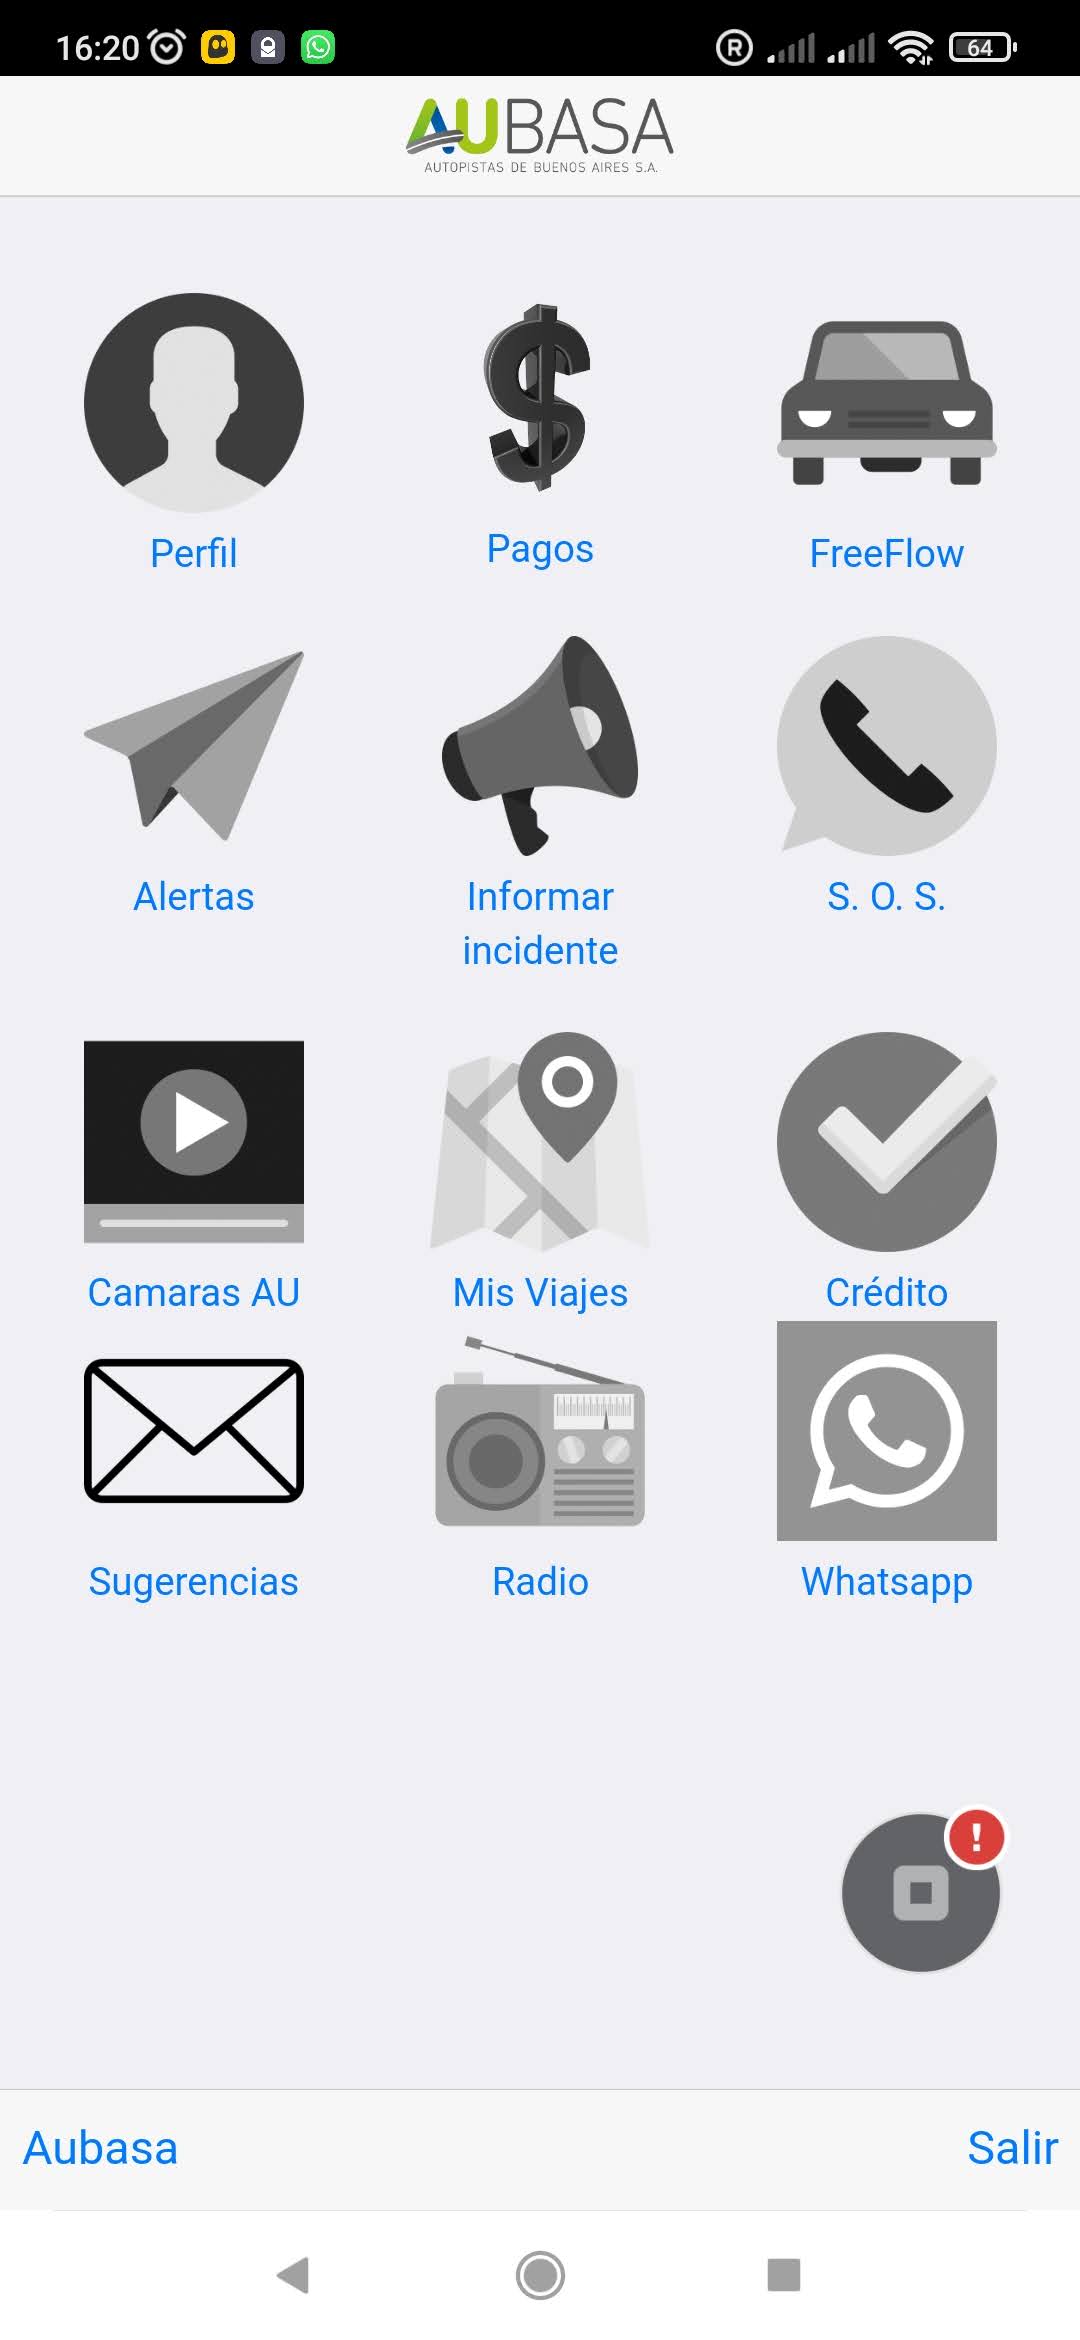 16:20
R
64
AUBASA
AUTOPISTAS DE BUENOS AIRES S.A.
Perfil
Pagos
FreeFlow
Alertas
Informar
incidente
S. O. S.
Camaras AU
Mis Viajes
Crédito
Sugerencias
Radio
Whatsapp
!
Aubasa
Salir